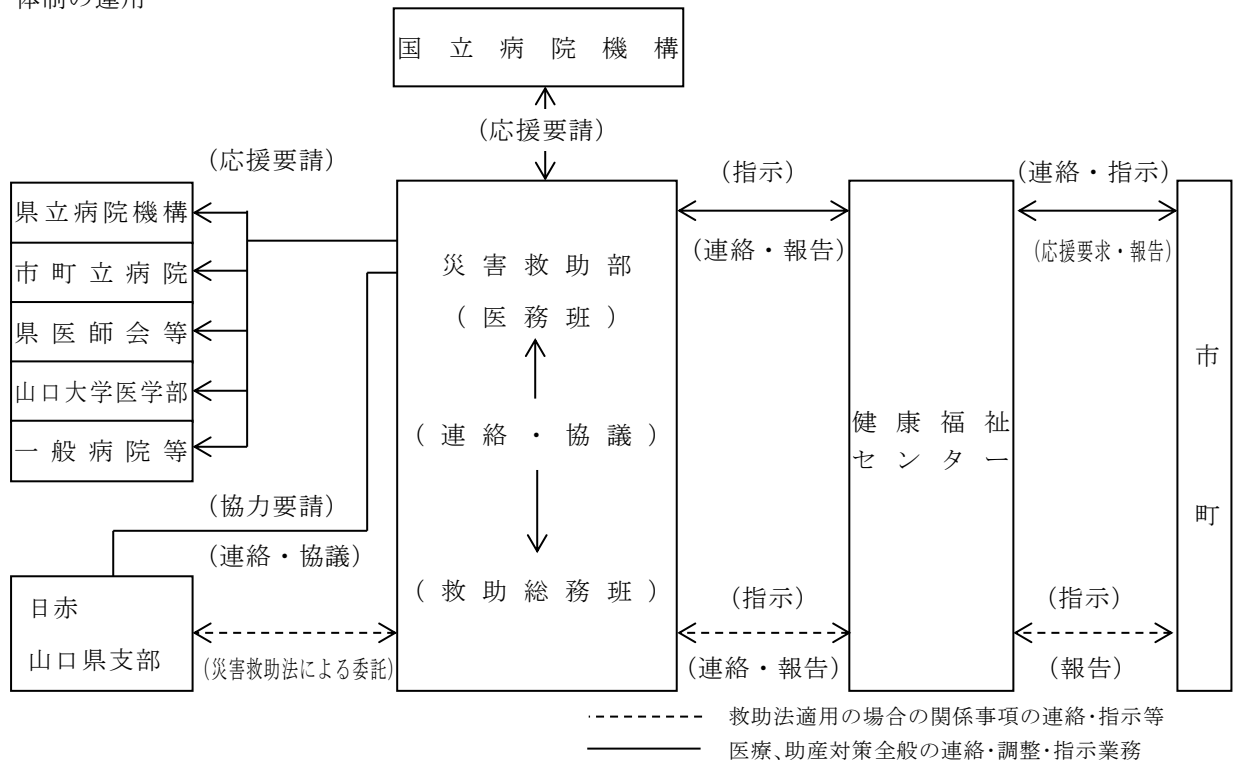 体制の運用
国立病院機構
(応援要請)
(応援要請)
(指示)
(連絡・指示)
県立病院機構
市町立病院
県医師会等
山口大学医学部
一般病院等
災害救助部
(医務班)
(連絡・協議)
(救助総務班)
(連絡・報告)
(応援要求・報告)
健康福祉
センター
市
町
(協力要請)
(連絡・協議)
日赤
山口県支部
(災害救助法による委託)
(指示)
(連絡・報告)
(指示)
(報告)
救助法適用の場合の関係事項の連絡・指示等
医療、助産対策全般の連絡・調整・指示業務